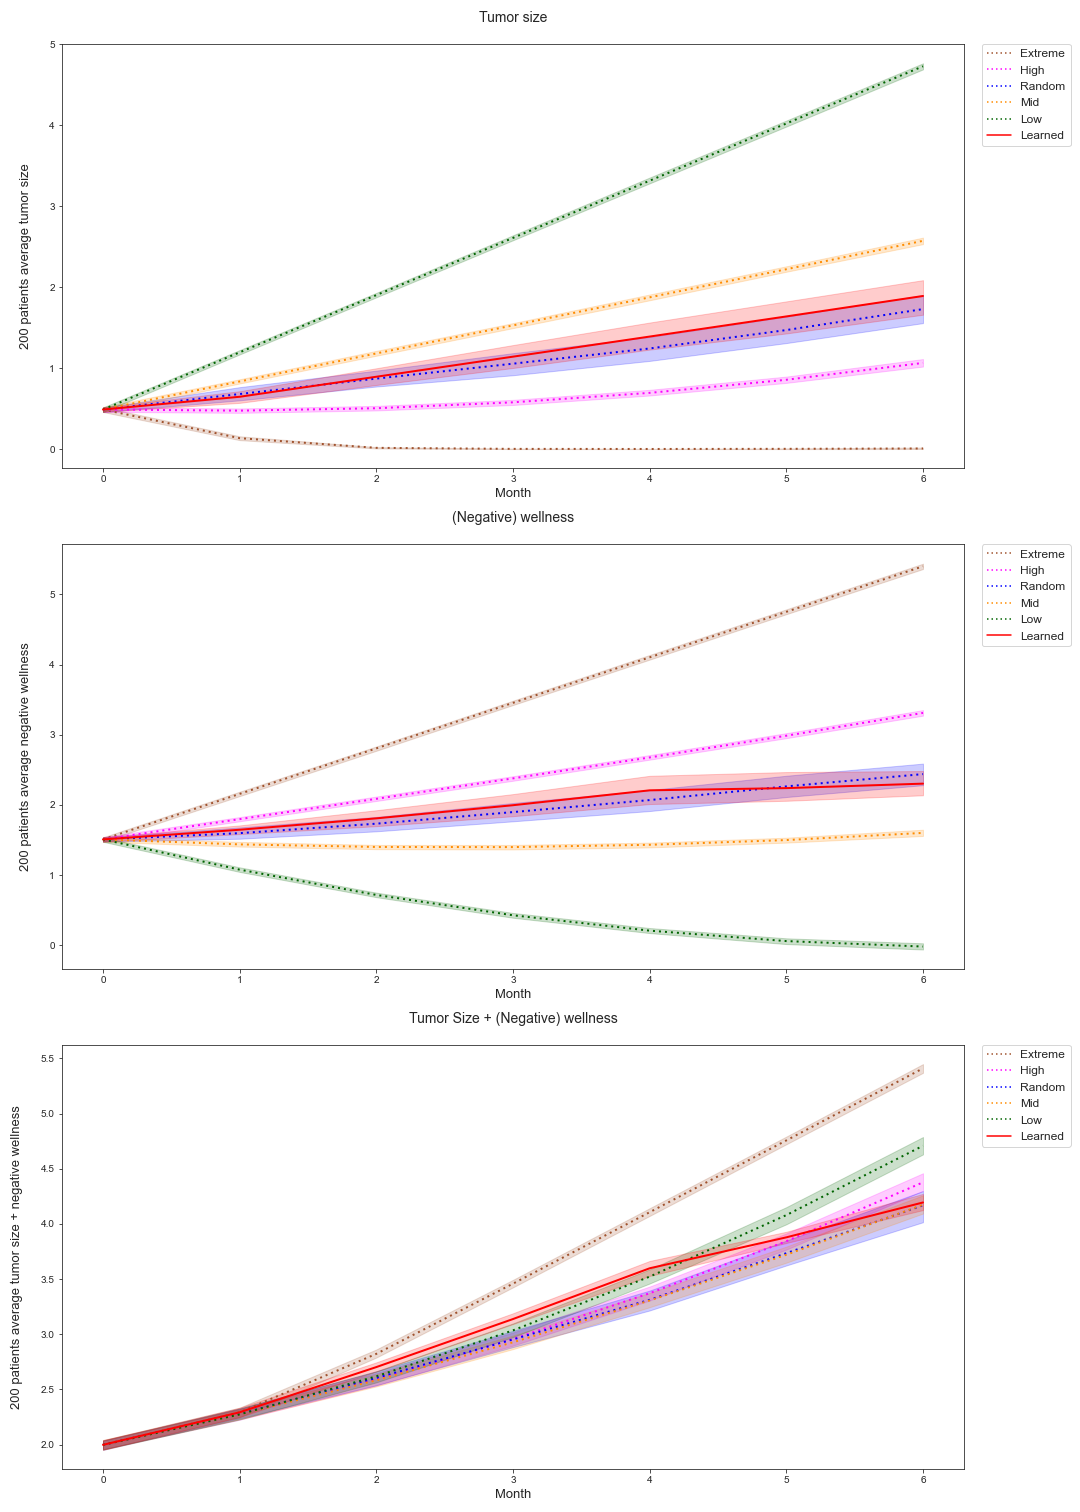 Tumor size
200 patients average tumor size
5
4
3
2
1
0
0 1 2 3 4 5 6
Month
Extreme
High
Random
Mid
Low
Learned
(Negative) wellness
200 patients average negative wellness
5
4
3
2
1
0
0 1 2 3 4 5 6
Month
Extreme
High
Random
Mid
Low
Learned
Tumor Size + (Negative) wellness
200 patients average tumor size + negative wellness
5.5
5.0
4.5
4.0
3.5
3.0
2.5
2.0
0 1 2 3 4 5 6
Month
Extreme
High
Random
Mid
Low
Learned